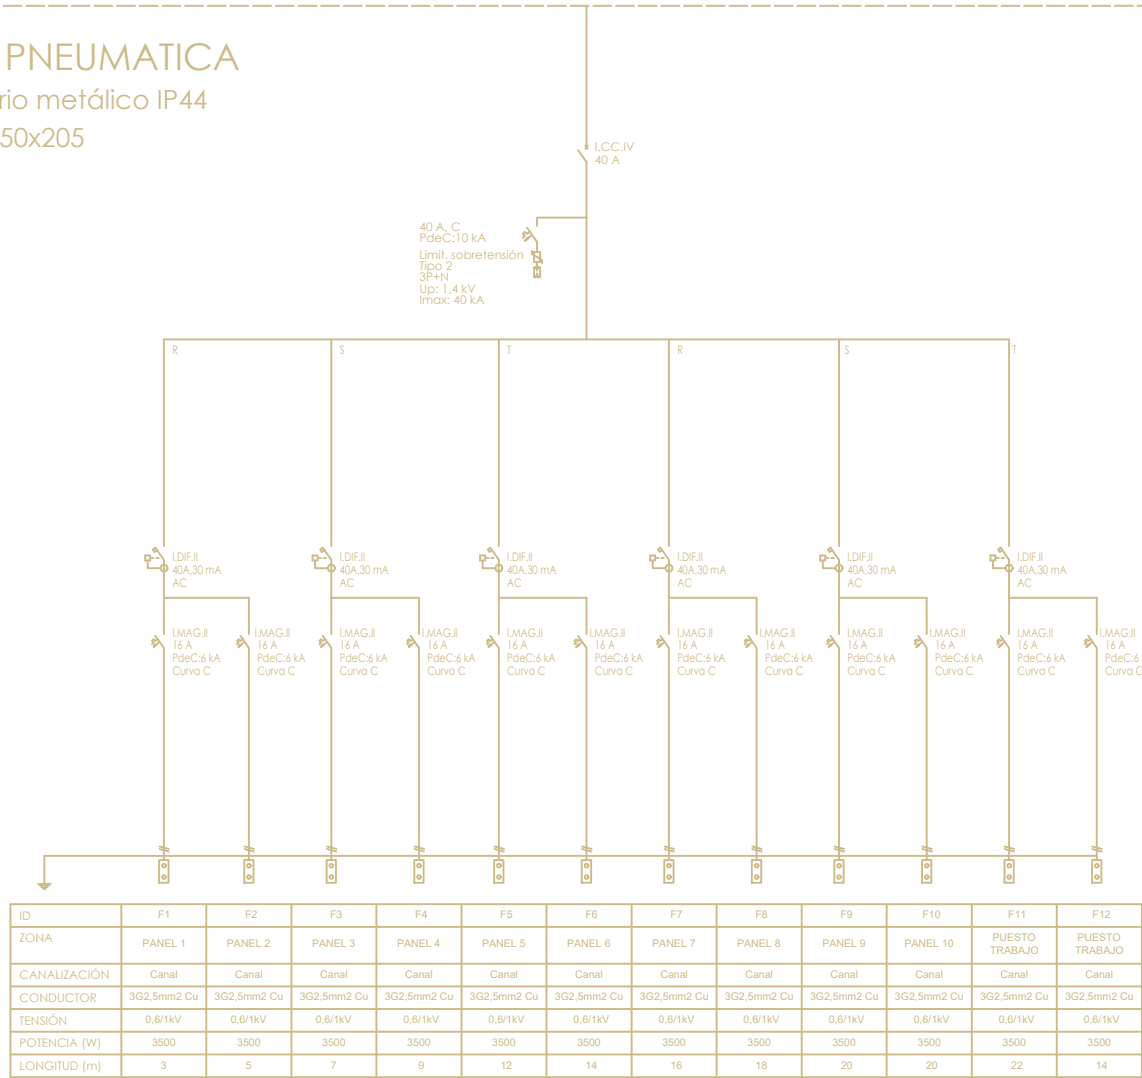 PNEUMATICA
rio metálico IP44
50x205
I.CC.IV
40 A
40 A, C
PdeC:10 kA
Limit. sobretensión
Tipo 2
3P+N
Up: 1,4 kV
Imax: 40 kA
R S T R S T
I.DIF.II I.DIF.II I.DIF.II I.DIF.II I.DIF.II I.DIF.II
40A,30 mA 40A,30 mA 40A,30 mA 40A,30 mA 40A,30 mA 40A,30 mA
AC AC AC AC AC AC
I.MAG.II I.MAG.II I.MAG.II I.MAG.II I.MAG.II I.MAG.II I.MAG.II I.MAG.II I.MAG.II I.MAG.II I.MAG.II I.MAG.II
16 A 16 A 16 A 16 A 16 A 16 A 16 A 16 A 16 A 16 A 16 A 16 A
PdeC:6 kA PdeC:6 kA PdeC:6 kA PdeC:6 kA PdeC:6 kA PdeC:6 kA PdeC:6 kA PdeC:6 kA PdeC:6 kA PdeC:6 kA PdeC:6 kA PdeC:6
Curva C Curva C Curva C Curva C Curva C Curva C Curva C Curva C Curva C Curva C Curva C Curva C
ID F1 F2 F3 F4 F5 F6 F7 F8 F9 F10 F11 F12
ZONA PANEL 1 PANEL 2 PANEL 3 PANEL 4 PANEL 5 PANEL 6 PANEL 7 PANEL 8 PANEL 9 PANEL 10 PUESTO TRABAJO PUESTO TRABAJO
CANALIZACIÓN Canal Canal Canal Canal Canal Canal Canal Canal Canal Canal Canal Canal
CONDUCTOR 3G2,5mm2 Cu 3G2,5mm2 Cu 3G2,5mm2 Cu 3G2,5mm2 Cu 3G2,5mm2 Cu 3G2,5mm2 Cu 3G2,5mm2 Cu 3G2,5mm2 Cu 3G2,5mm2 Cu 3G2,5mm2 Cu 3G2,5mm2 Cu 3G2,5mm2 Cu
TENSIÓN 0,6/1kV 0,6/1kV 0,6/1kV 0,6/1kV 0,6/1kV 0,6/1kV 0,6/1kV 0,6/1kV 0,6/1kV 0,6/1kV 0,6/1kV 0,6/1kV
POTENCIA (W) 3500 3500 3500 3500 3500 3500 3500 3500 3500 3500 3500 3500
LONGITUD (m) 3 5 7 9 12 14 16 18 20 20 22 14